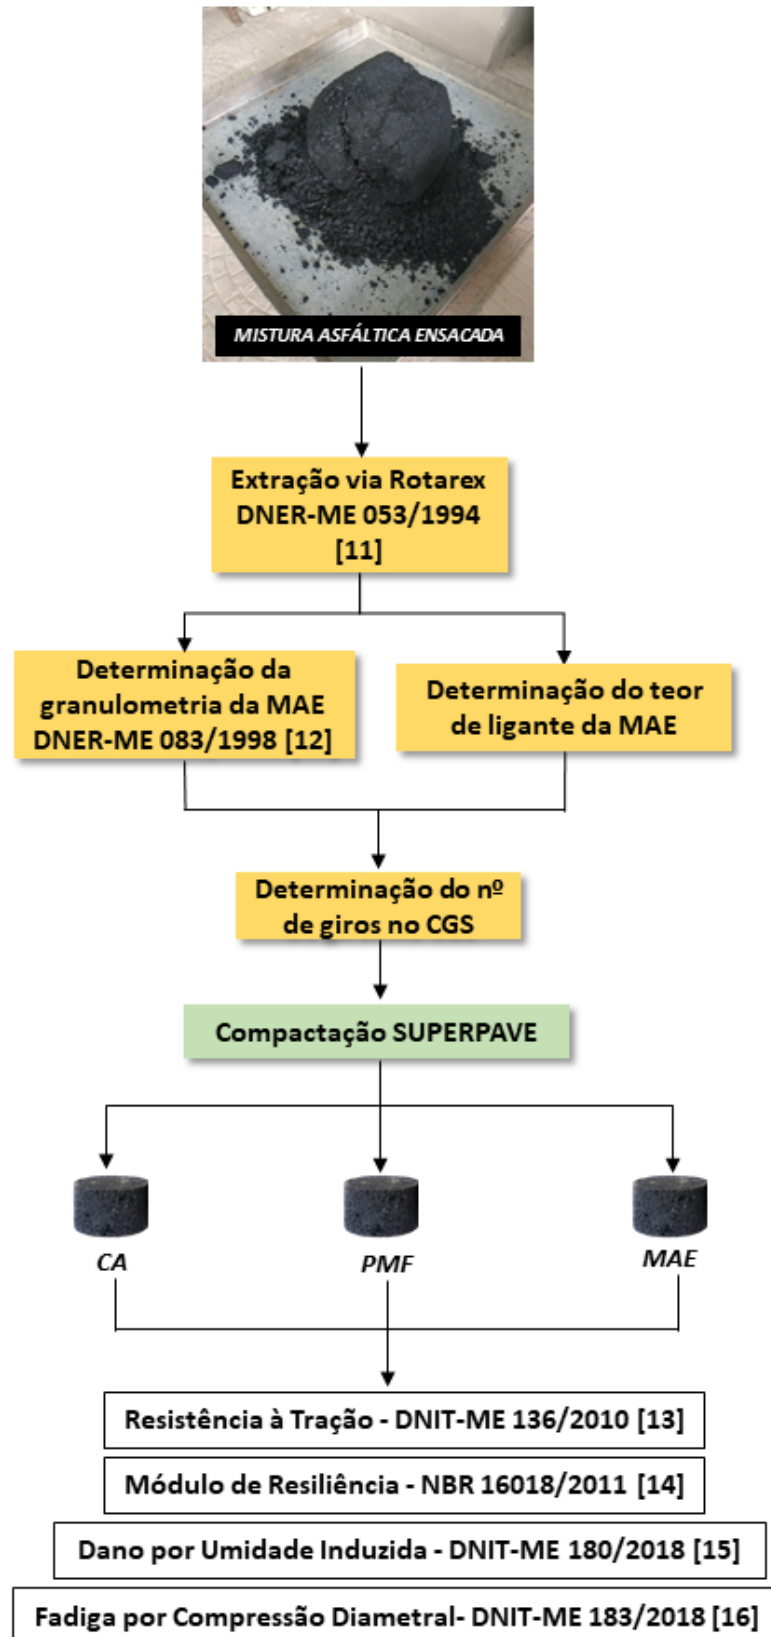 MISTURA ASFÁLTICA ENSACADA
Extração via Rotarex
DNER-ME 053/1994
[11]
Determinação da
granulometria da MAE
DNER-ME 083/1998 [12]
Determinação do teor
de ligante da MAE
Determinação do nº
de giros no CGS
Compactação SUPERPAVE
CA
PMF
MAE
Resistência à Tração - DNIT-ME 136/2010 [13]
Módulo de Resiliência - NBR 16018/2011 [14]
Dano por Umidade Induzida - DNIT-ME 180/2018 [15]
Fadiga por Compressão Diametral- DNIT-ME 183/2018 [16]